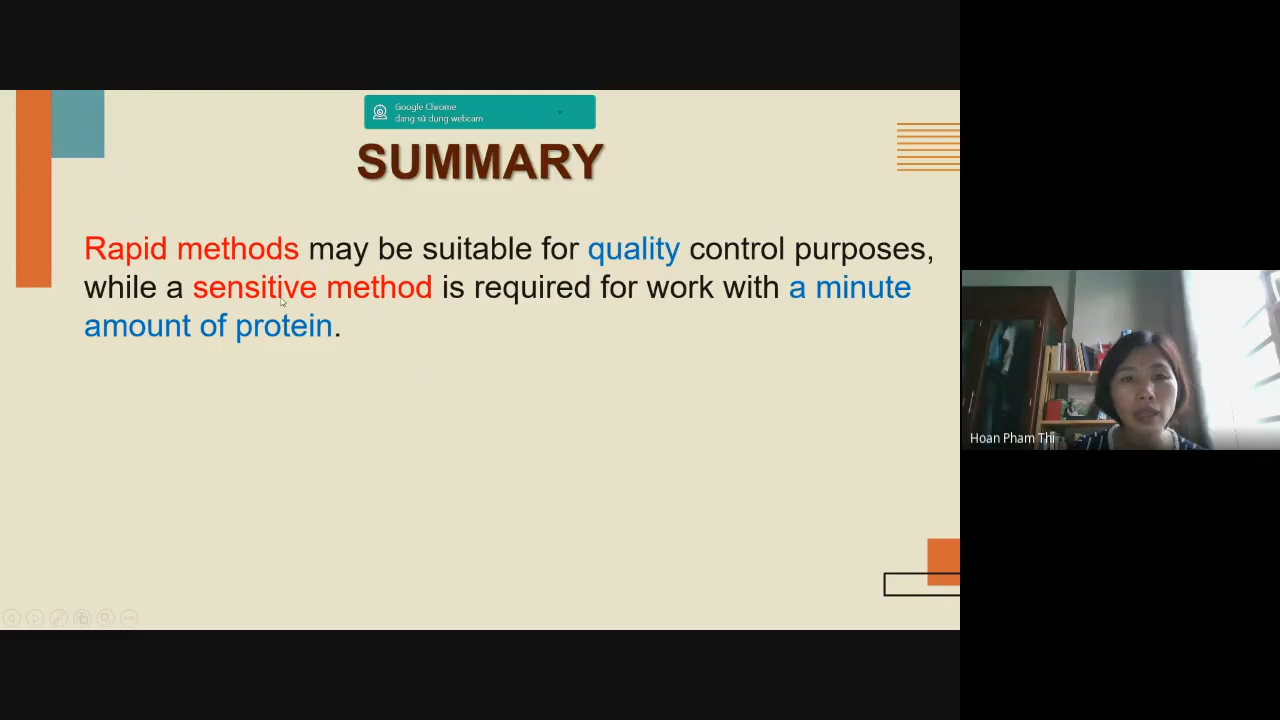 Google Chrome
đang sử dụng webcam
SUMMARY
Rapid methods may be suitable for quality control purposes,
while a sensitive method is required for work with a minute
amount of protein.
Hoan Pham Thi